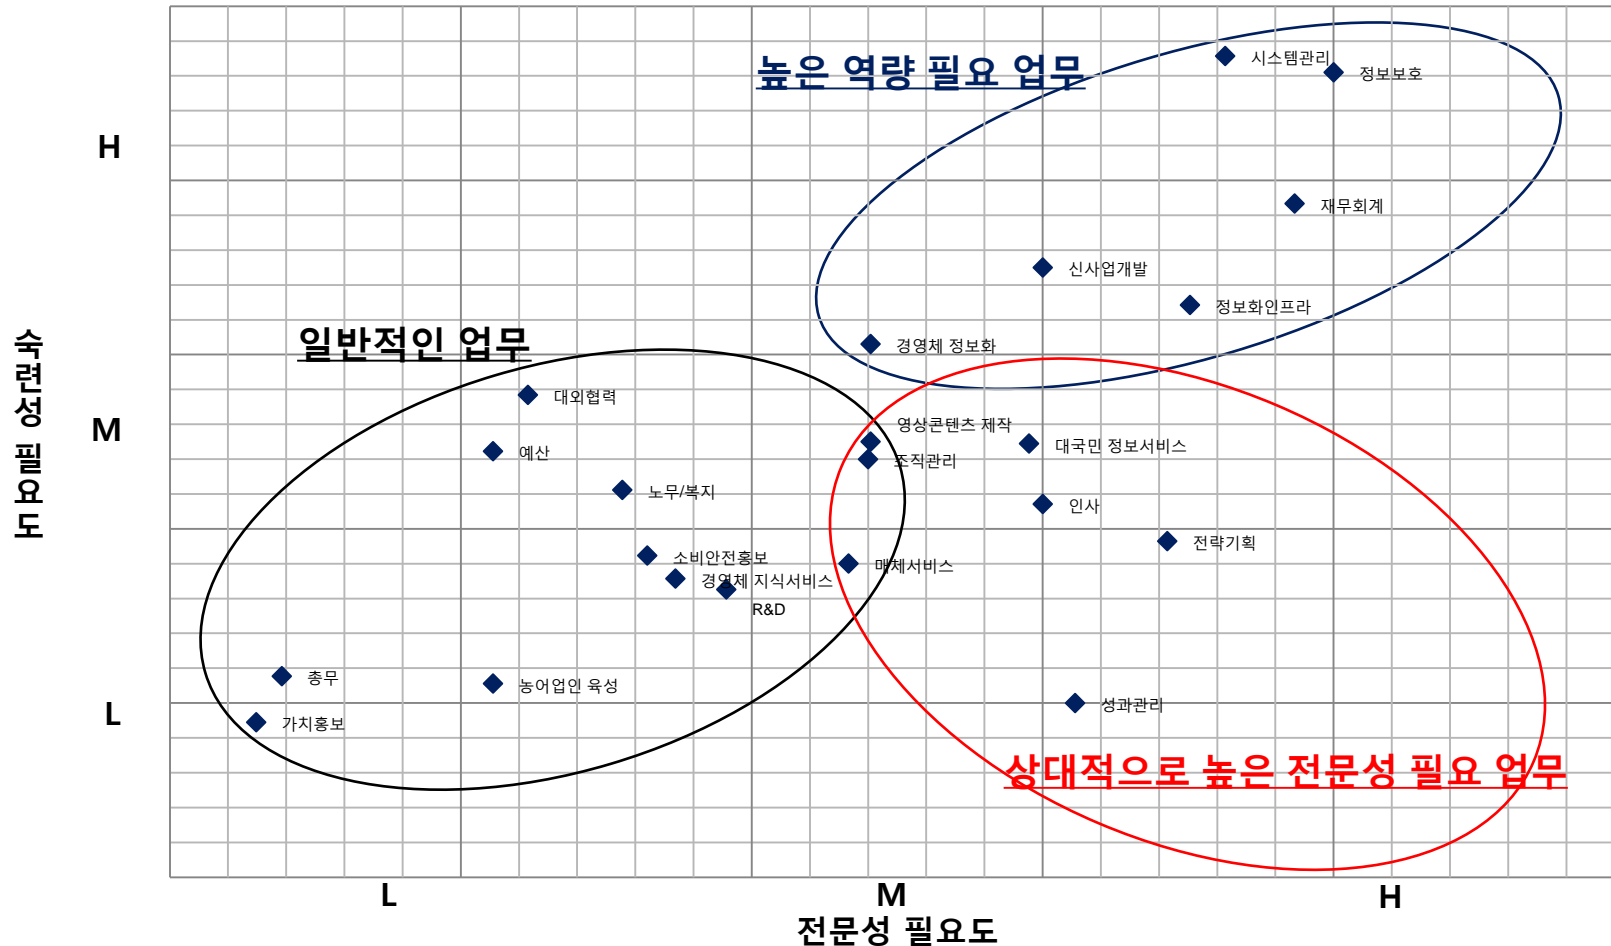 높은 역량 필요 업무
시스템관리
정보보호
H
재무회계
신사업개발
정보화인프라
일반적인 업무
경영체 정보화
숙련성 필요도
대외협력
영상콘텐츠 제작
M
대국민 정보서비스
예산
조직관리
노무/복지
인사
전략기획
소비안전홍보
매체서비스
경영체 지식서비스
R&D
총무
농어업인 육성
성과관리
L
가치홍보
상대적으로 높은 전문성 필요 업무
L
M
H
전문성 필요도